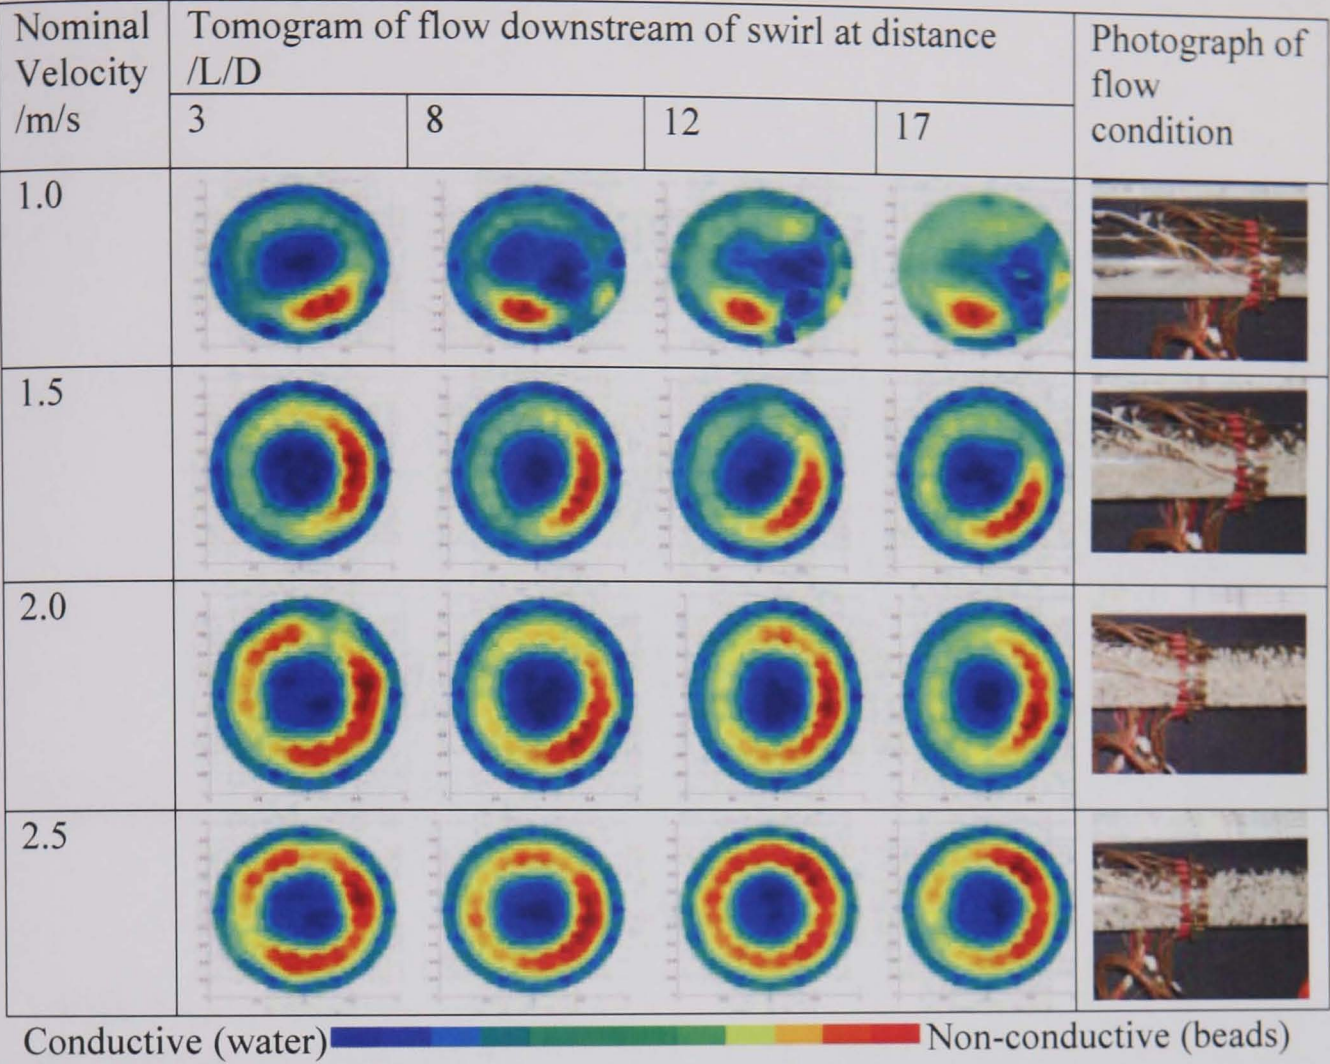 Nominal
Velocity
/m/s
Tomogram of flow downstream of swirl at distance
/L/D
Photograph of
flow
condition
3
8
12
17
1.0
1.5
2.0
2.5
Conductive (water)
Non-conductive (beads)